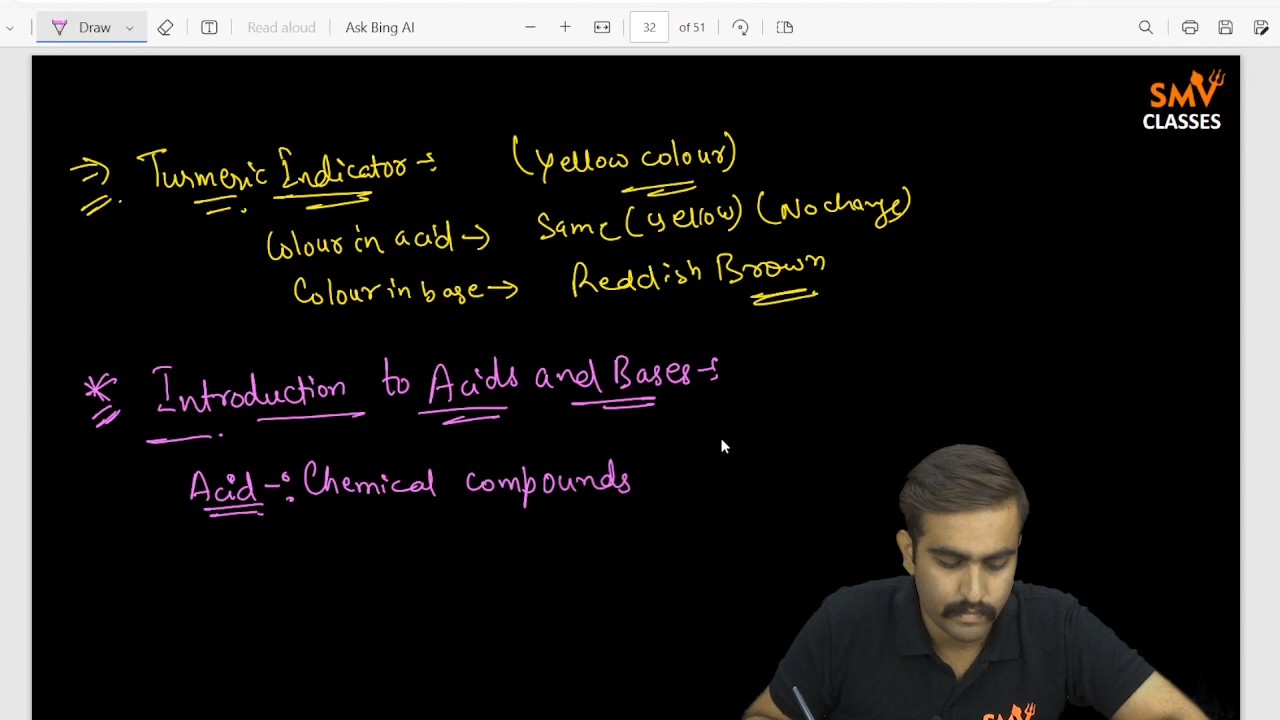 Draw
Read aloud
Ask Bing AI
32 of 51
SMV
CLASSES
Turmeric Indicator -: (Yellow colour)
Colour in acid → Same (yellow) (No change)
Colour in base → Reddish Brown
* Introduction to Acids and Bases -:
Acid -: Chemical compounds
SMV